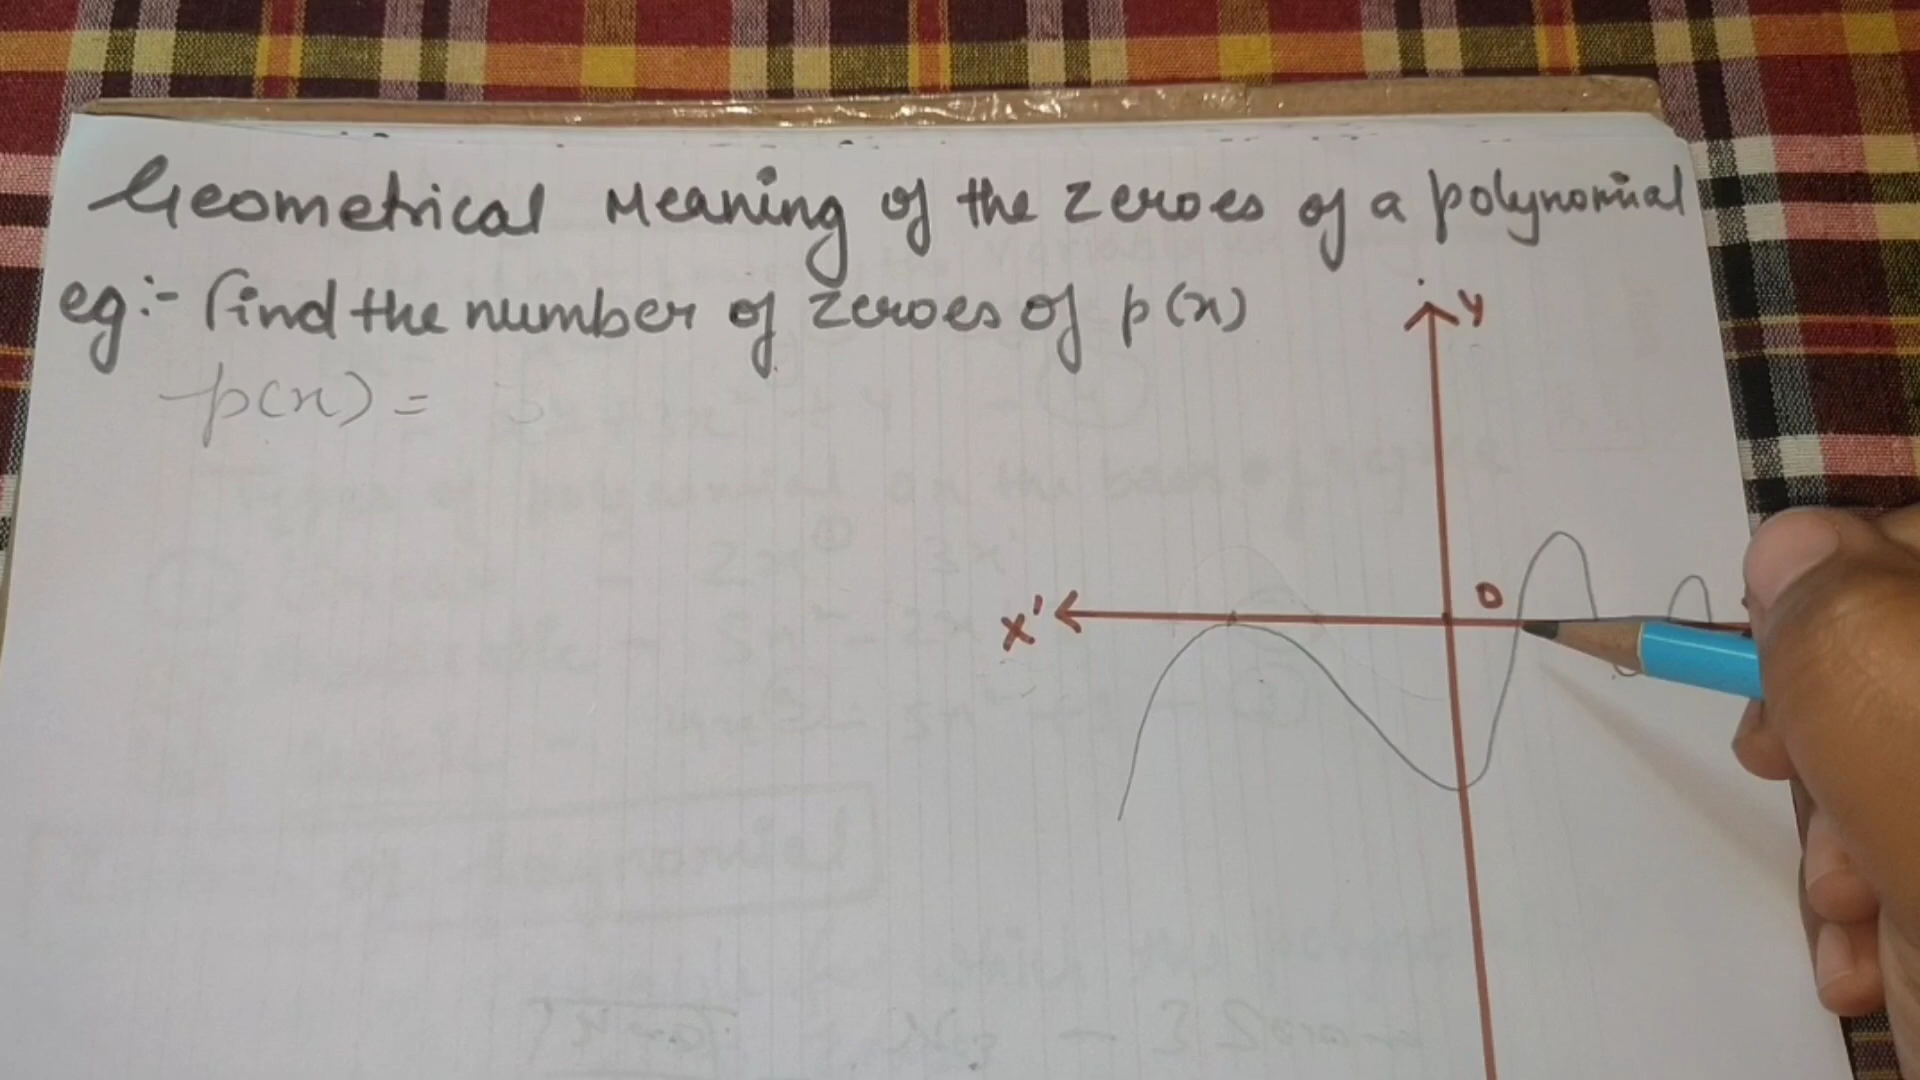 Geometrical Meaning of the zeroes of a polynomial
eg:- find the number of zeroes of p(x)
p(x) =
Y
O
X'